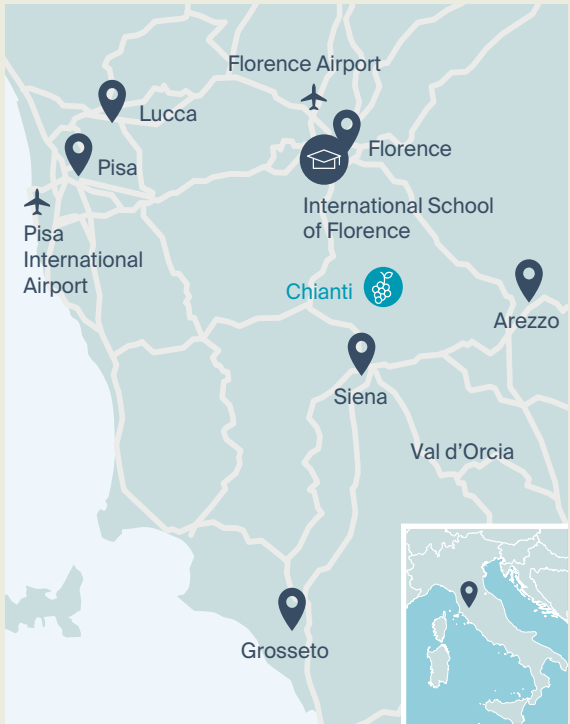 Florence Airport
Lucca
Florence
Pisa
International School
of Florence
Pisa
International
Airport
Chianti
Arezzo
Siena
Val d’Orcia
Grosseto